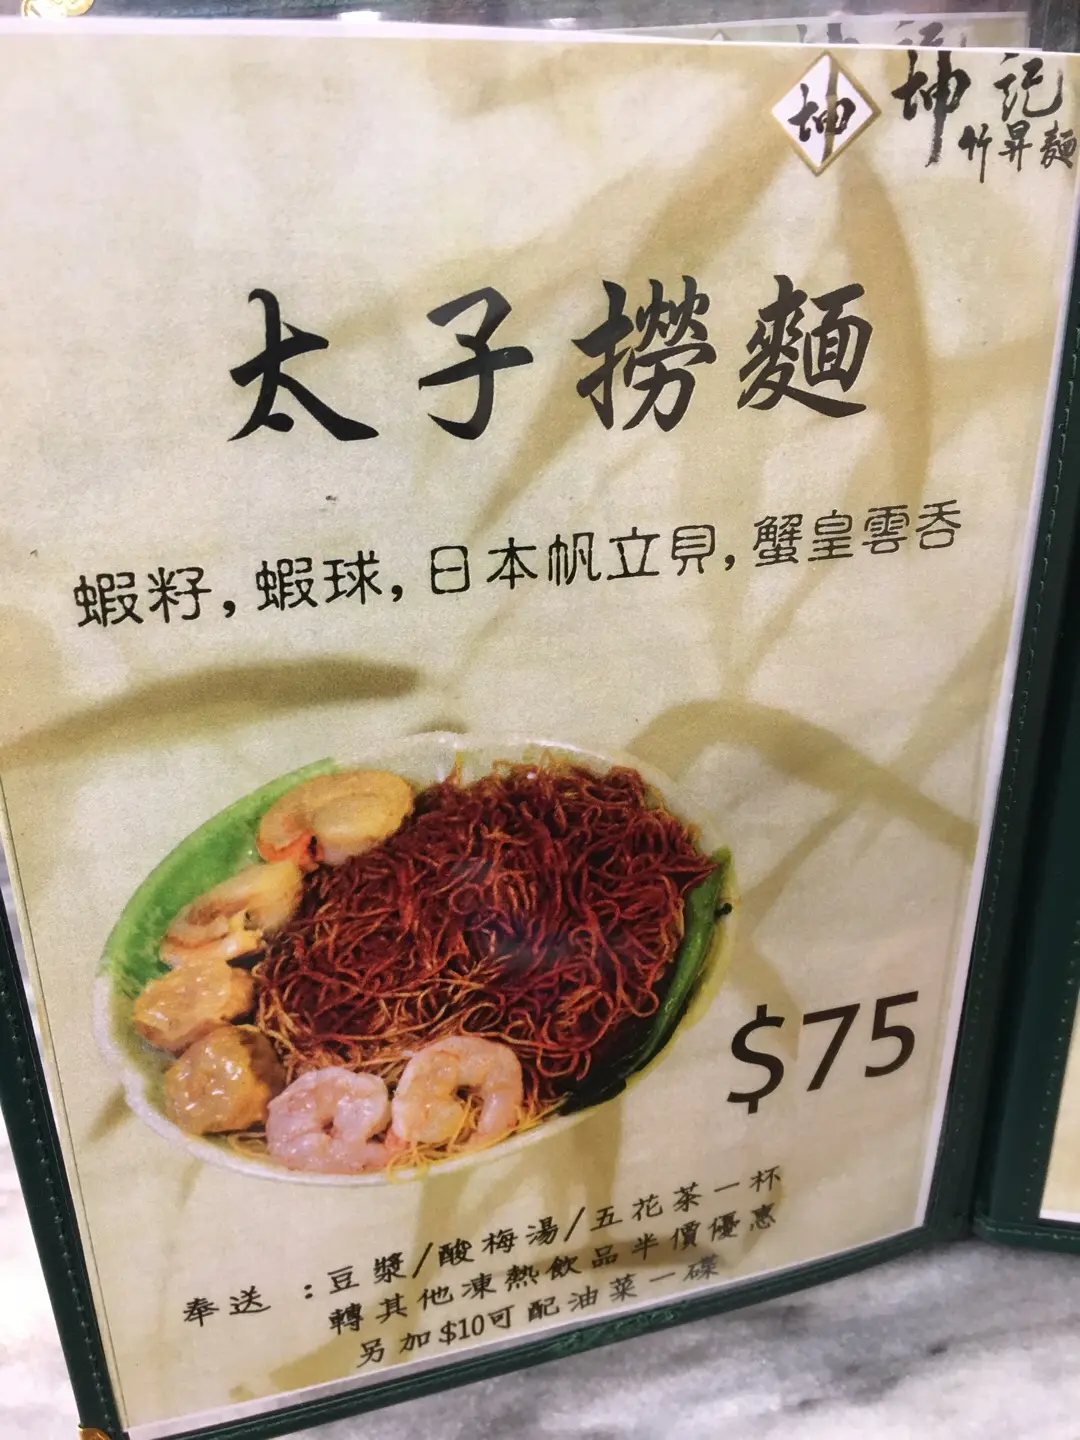 坤 坤記
竹昇麵
太子撈麵
蝦籽,蝦球,日本帆立貝,蟹皇雲吞
$75
奉送:豆漿/酸梅湯/五花茶一杯
轉其他凍熱飲品半價優惠
另加$10可配油菜一碟